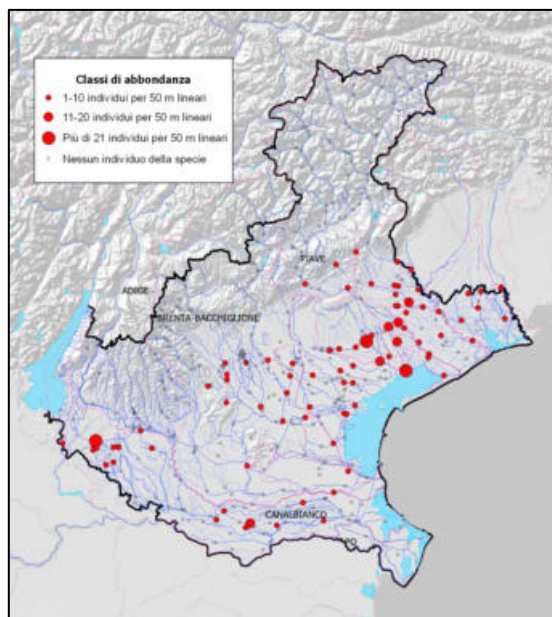 Classi di abbondanza
1-10 individui per 50 m lineari
11-20 individui per 50 m lineari
Più di 21 individui per 50 m lineari
Nessun individuo della specie
PIAVE
ADIGE
BRENTA-BACCHIGLIONE
CANALBIANCO
PO